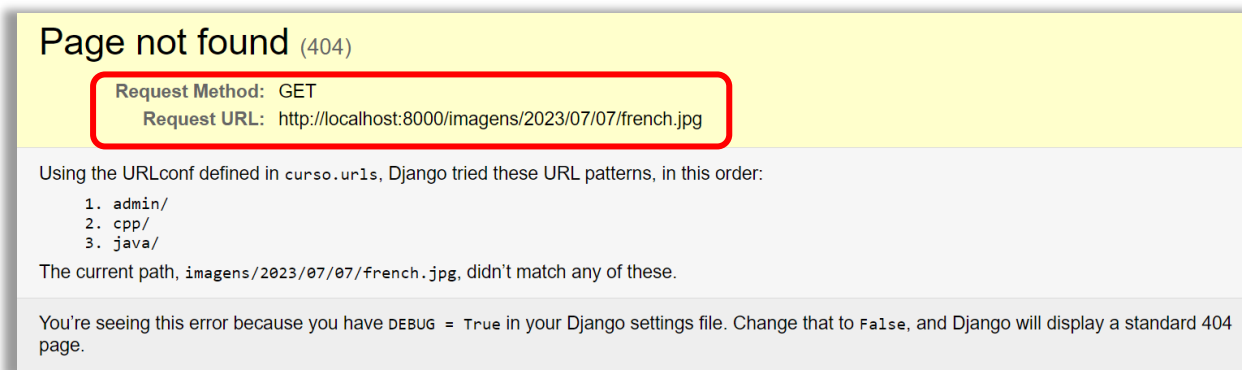 Page not found (404)
Request Method: GET
Request URL: http://localhost:8000/imagens/2023/07/07/french.jpg
Using the URLconf defined in curso.urls, Django tried these URL patterns, in this order:
1. admin/
2. cpp/
3. java/
The current path, imagens/2023/07/07/french.jpg, didn’t match any of these.
You’re seeing this error because you have DEBUG = True in your Django settings file. Change that to False, and Django will display a standard 404
page.